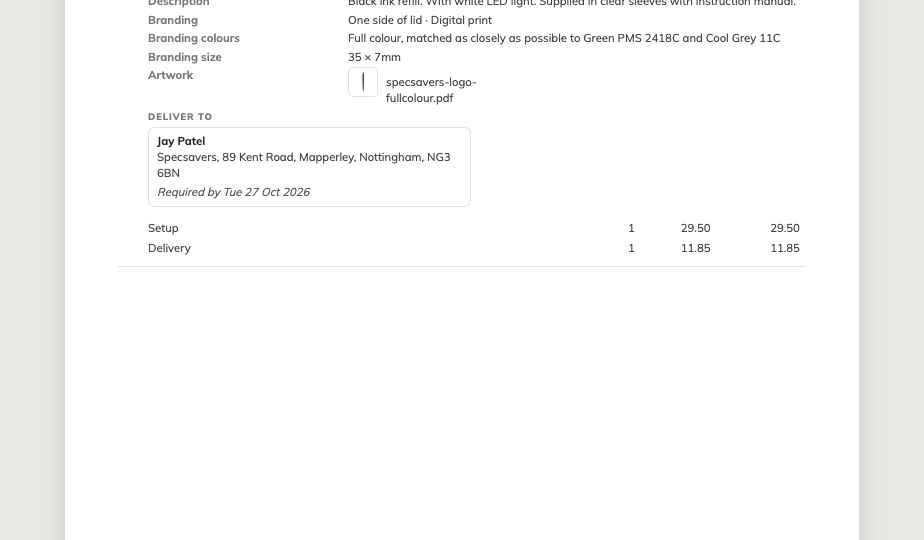 Description Black ink refill. With white LED light. Supplied in clear sleeves with instruction manual.
Branding One side of lid · Digital print
Branding colours Full colour, matched as closely as possible to Green PMS 2418C and Cool Grey 11C
Branding size 35 × 7mm
Artwork specsavers-logo-
fullcolour.pdf
DELIVER TO
Jay Patel
Specsavers, 89 Kent Road, Mapperley, Nottingham, NG3
6BN
Required by Tue 27 Oct 2026
Setup 1 29.50 29.50
Delivery 1 11.85 11.85